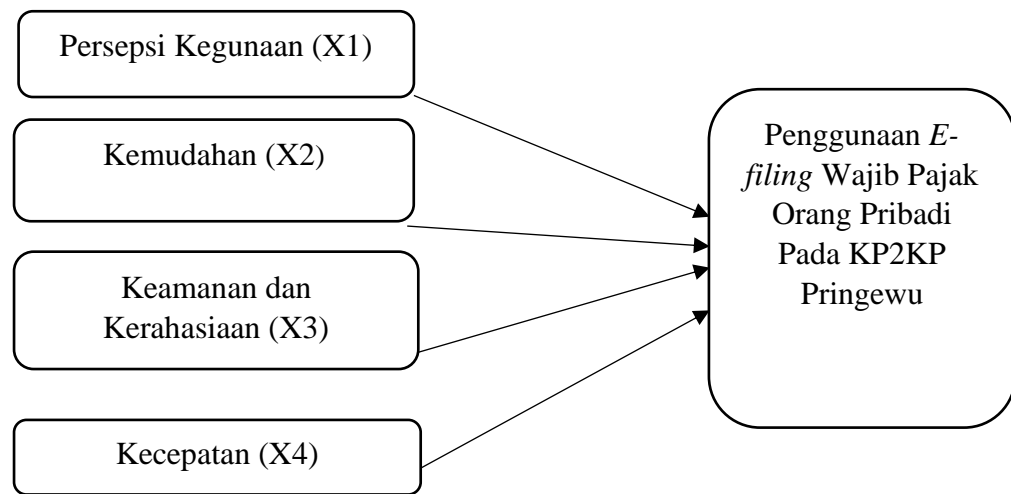 Persepsi Kegunaan (X1)
Kemudahan (X2)
Keamanan dan
Kerahasiaan (X3)
Kecepatan (X4)
Penggunaan E-
filing Wajib Pajak
Orang Pribadi
Pada KP2KP
Pringewu